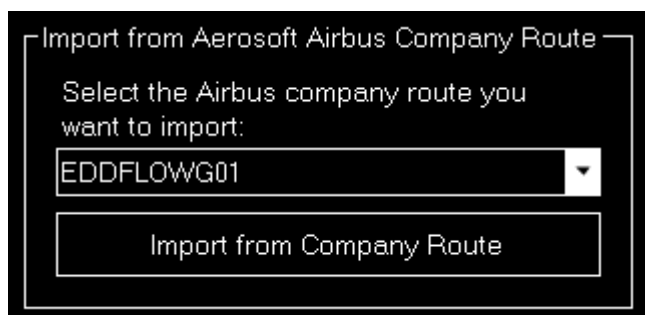 Import from Aerosoft Airbus Company Route
Select the Airbus company route you
want to import:
EDDFLOWG01
Import from Company Route